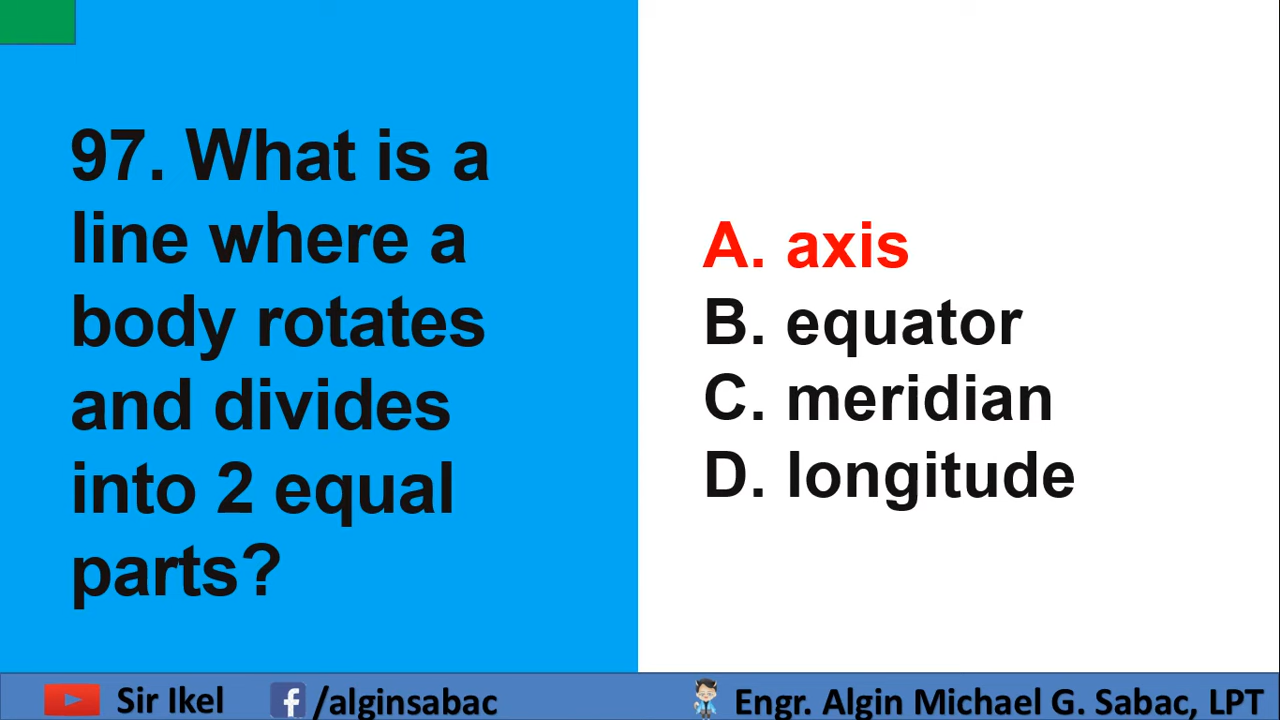 97. What is a
line where a
body rotates
and divides
into 2 equal
parts?
A. axis
B. equator
C. meridian
D. longitude
Sir Ikel
/alginsabac
Engr. Algin Michael G. Sabac, LPT